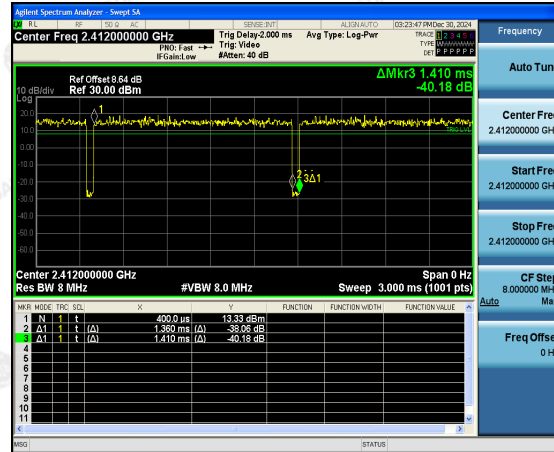 Agilent Spectrum Analyzer - Swept SA
RL RF 50 Ω AC SENSE:INT ALIGN AUTO 03:23:47 PM Dec 30, 2024
Center Freq 2.412000000 GHz
PNO: Fast
IFGain:Low
Trig Delay-2.000 ms
Trig: Video
#Atten: 40 dB
Avg Type: Log-Pwr
TRACE 1 2 3 4 5 6
TYPE WWWWWW
DET P P P P P P
ΔMkr3 1.410 ms
-40.18 dB
Ref Offset 8.64 dB
10 dB/div Ref 30.00 dBm
Log
20.0
10.0
0.00
-10.0
-20.0
-30.0
-40.0
-50.0
-60.0
1
TRIG LVL
2
3Δ1
Center 2.412000000 GHz Span 0 Hz
Res BW 8 MHz #VBW 8.0 MHz Sweep 3.000 ms (1001 pts)
MKR MODE TRC SCL X Y FUNCTION FUNCTION WIDTH FUNCTION VALUE
1 N 1 t 400.0 µs 13.33 dBm
2 Δ1 1 t (Δ) 1.360 ms (Δ) -38.06 dB
3 Δ1 1 t (Δ) 1.410 ms (Δ) -40.18 dB
4
5
6
7
8
9
10
11
MSG STATUS
Frequency
Auto Tun
Center Fre
2.412000000 GH
Start Fre
2.412000000 GH
Stop Fre
2.412000000 GH
CF Step
8.000000 MH
Auto Ma
Freq Offse
0 H